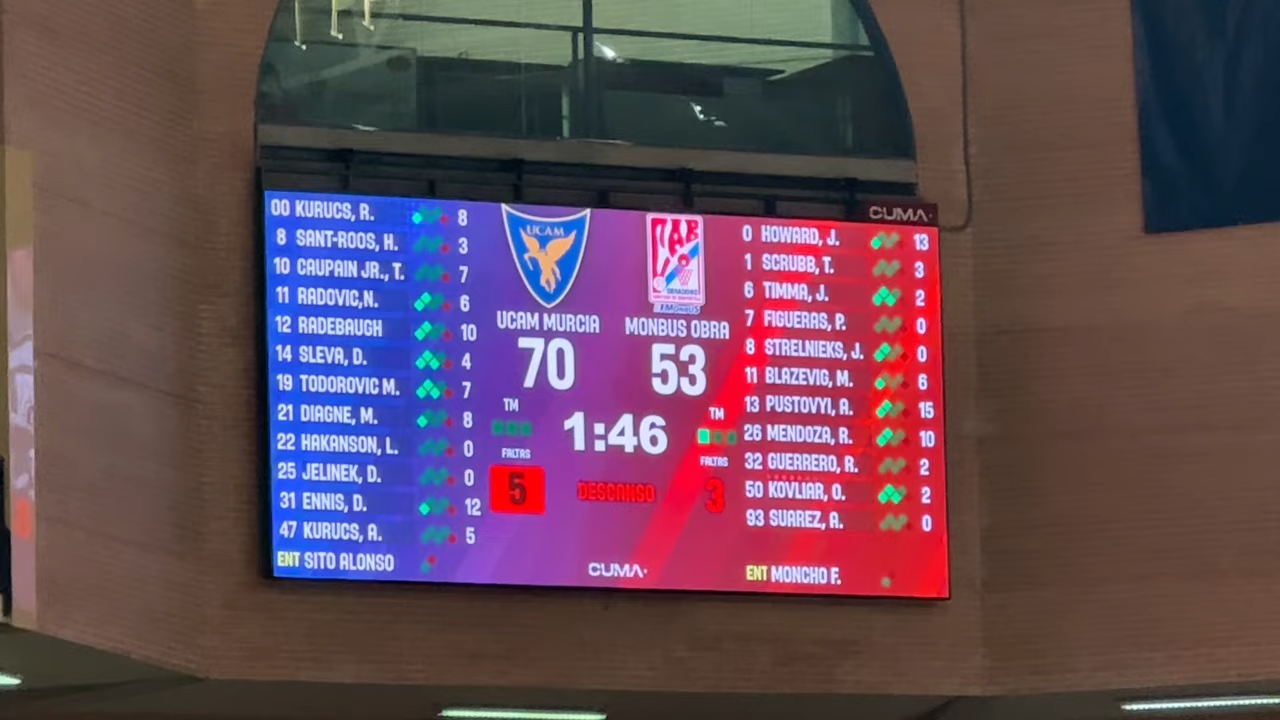 CUMA
00 KURUCS, R. 8
8 SANT-ROOS, H. 3
10 CAUPAIN JR., T. 7
11 RADOVIC,N. 6
12 RADEBAUGH 10
14 SLEVA, D. 4
19 TODOROVIC M. 7
21 DIAGNE, M. 8
22 HAKANSON, L. 0
25 JELINEK, D. 0
31 ENNIS, D. 12
47 KURUCS, A. 5
ENT SITO ALONSO
UCAM
UCAM MURCIA
70
OAB
MONBUS
MONBUS OBRA
53
TM
1:46
TM
FALTAS
5
DESCANSO
FALTAS
3
CUMA
0 HOWARD, J. 13
1 SCRUBB, T. 3
6 TIMMA, J. 2
7 FIGUERAS, P. 0
8 STRELNIEKS, J. 0
11 BLAZEVIG, M. 6
13 PUSTOVYI, A. 15
26 MENDOZA, R. 10
32 GUERRERO, R. 2
50 KOVLIAR, O. 2
93 SUAREZ, A. 0
ENT MONCHO F.